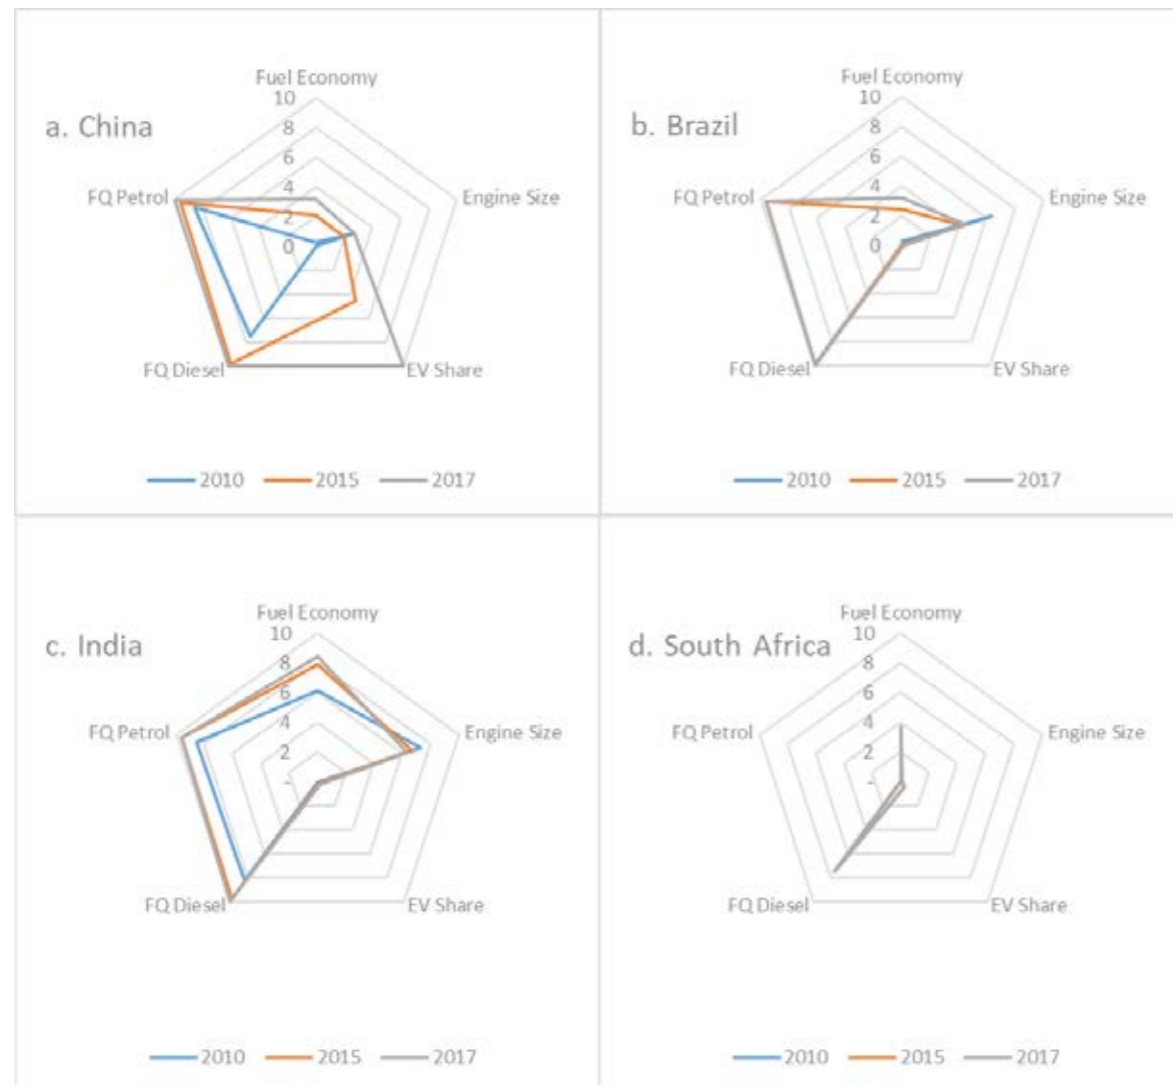 a. China
Fuel Economy
10
8
6
4
2
0
Engine Size
EV Share
FQ Diesel
FQ Petrol
2010 2015 2017
b. Brazil
Fuel Economy
10
8
6
4
2
0
Engine Size
EV Share
FQ Diesel
FQ Petrol
2010 2015 2017
c. India
Fuel Economy
10
8
6
4
2
-
Engine Size
EV Share
FQ Diesel
FQ Petrol
2010 2015 2017
d. South Africa
Fuel Economy
10
8
6
4
2
-
Engine Size
EV Share
FQ Diesel
FQ Petrol
2010 2015 2017